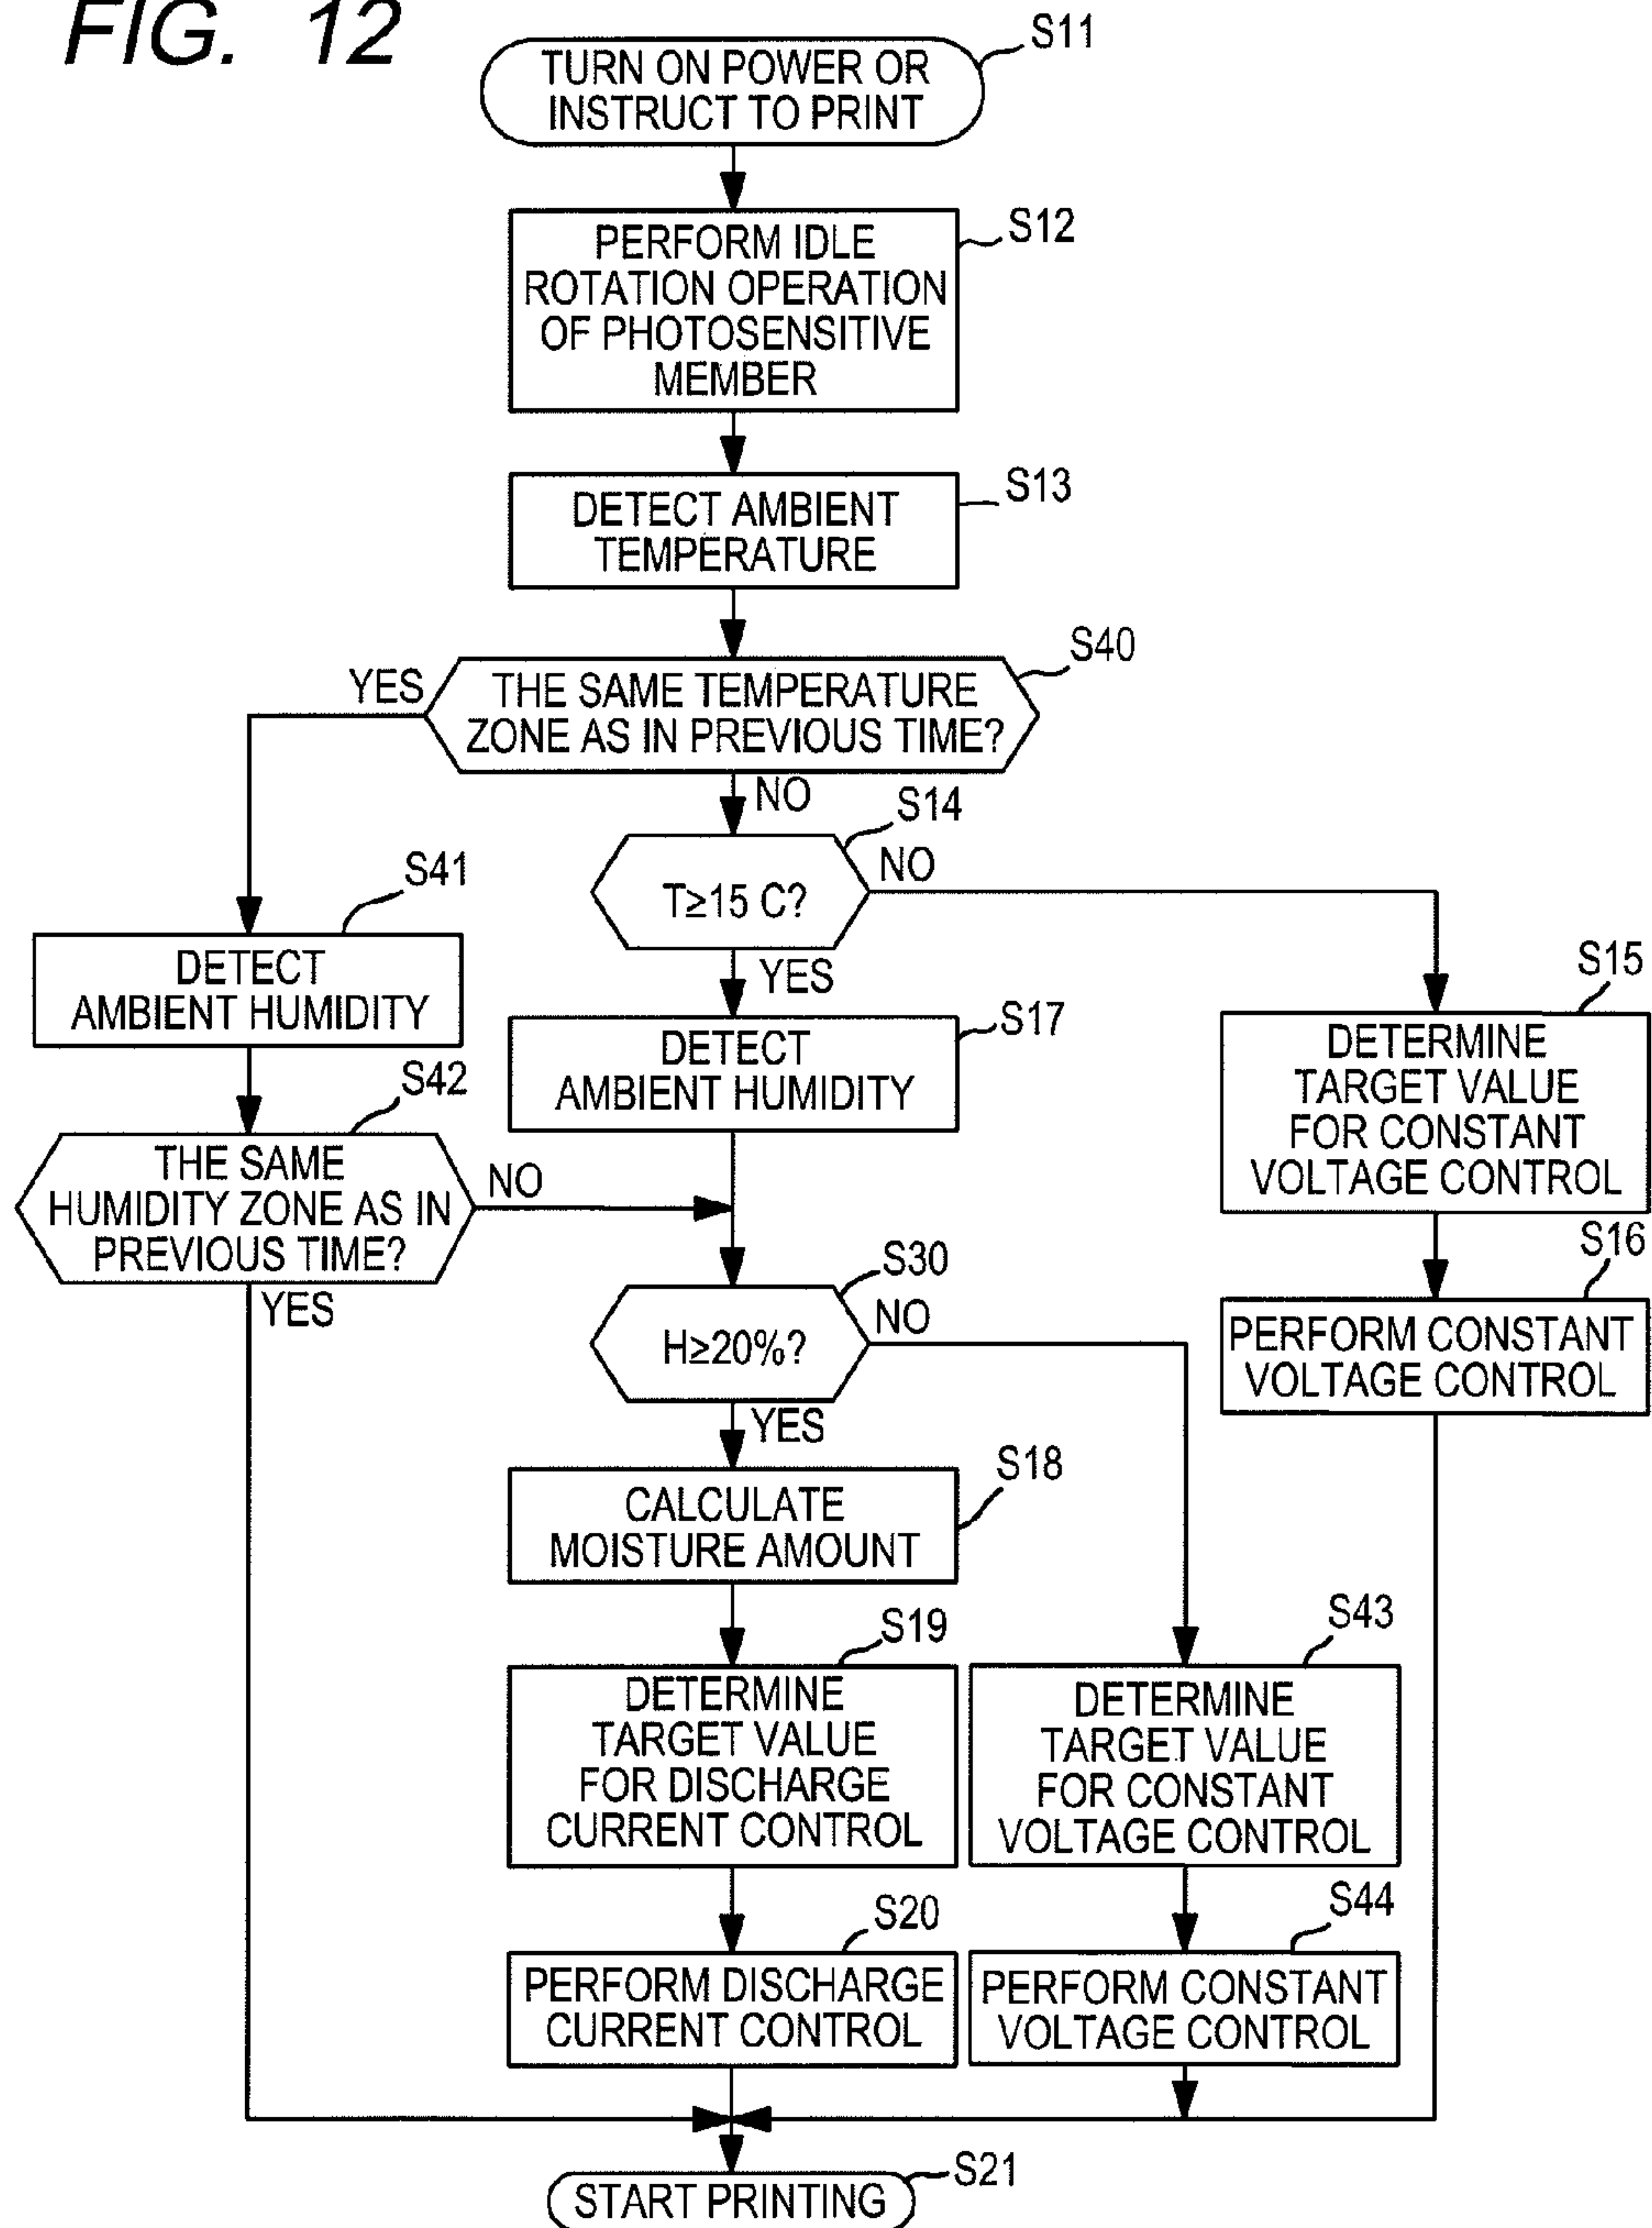 FIG. 12
S11
TURN ON POWER OR
INSTRUCT TO PRINT
S12
PERFORM IDLE
ROTATION OPERATION
OF PHOTOSENSITIVE
MEMBER
S13
DETECT AMBIENT
TEMPERATURE
S40
YES
THE SAME TEMPERATURE
ZONE AS IN PREVIOUS TIME?
NO
S14
T≥15 C?
NO
YES
S41
DETECT
AMBIENT HUMIDITY
S17
DETECT
AMBIENT HUMIDITY
S15
DETERMINE
TARGET VALUE
FOR CONSTANT
VOLTAGE CONTROL
S42
THE SAME
HUMIDITY ZONE AS IN
PREVIOUS TIME?
NO
YES
S16
PERFORM CONSTANT
VOLTAGE CONTROL
S30
H≥20%?
NO
YES
S18
CALCULATE
MOISTURE AMOUNT
S19
DETERMINE
TARGET VALUE
FOR DISCHARGE
CURRENT CONTROL
S43
DETERMINE
TARGET VALUE
FOR CONSTANT
VOLTAGE CONTROL
S20
PERFORM DISCHARGE
CURRENT CONTROL
S44
PERFORM CONSTANT
VOLTAGE CONTROL
S21
START PRINTING